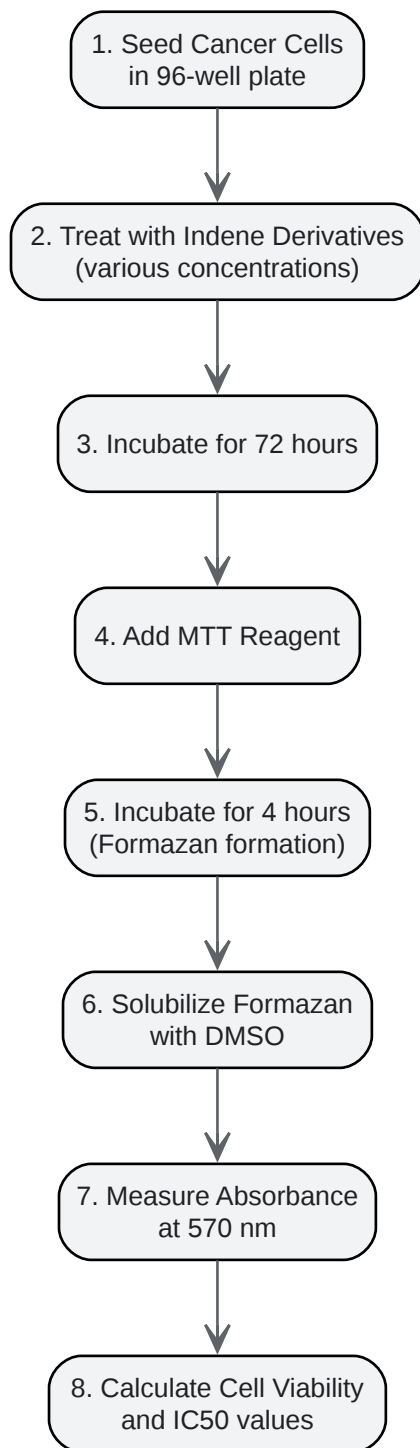 1. Seed Cancer Cells
in 96-well plate
2. Treat with Indene Derivatives
(various concentrations)
3. Incubate for 72 hours
4. Add MTT Reagent
5. Incubate for 4 hours
(Formazan formation)
6. Solubilize Formazan
with DMSO
7. Measure Absorbance
at 570 nm
8. Calculate Cell Viability
and IC50 values